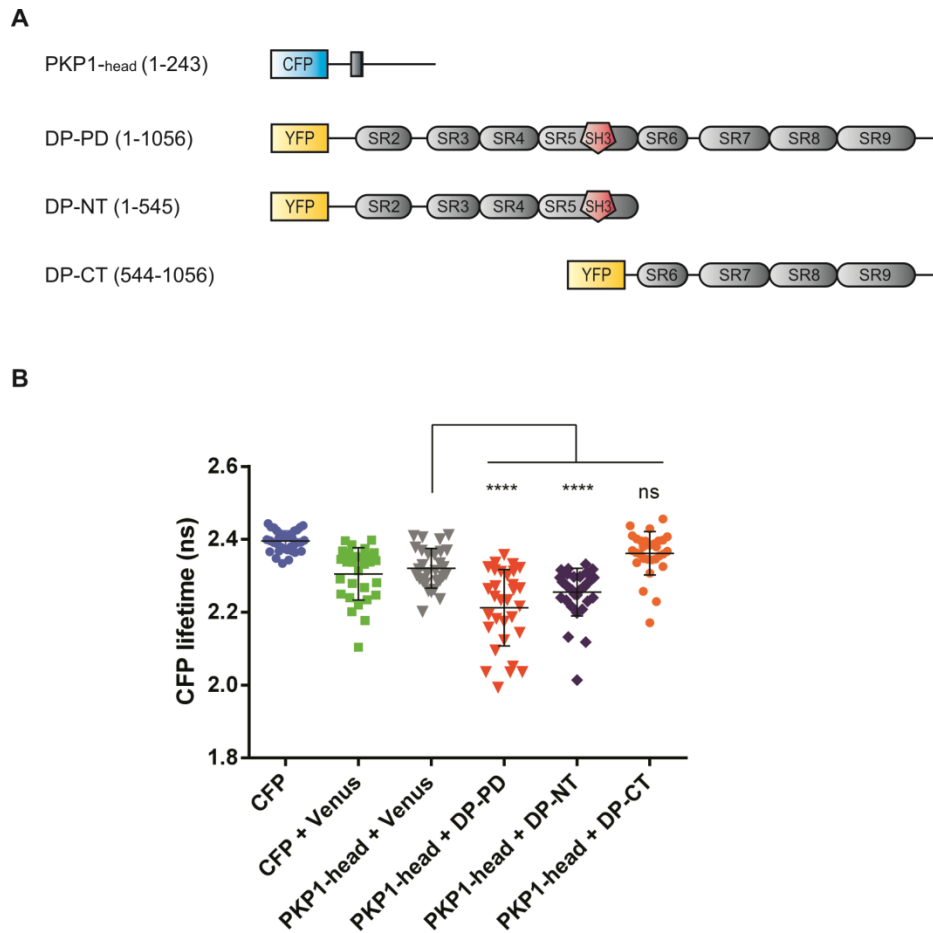 A
PKP1-head (1-243)
CFP
DP-PD (1-1056)
YFP SR2 SR3 SR4 SR5 SH3 SR6 SR7 SR8 SR9
DP-NT (1-545)
YFP SR2 SR3 SR4 SR5 SH3
DP-CT (544-1056)
YFP SR6 SR7 SR8 SR9
B
CFP lifetime (ns)
2.6
2.4
2.2
2.0
1.8
**** **** ns
CFP
CFP + Venus
PKP1-head + Venus
PKP1-head + DP-PD
PKP1-head + DP-NT
PKP1-head + DP-CT